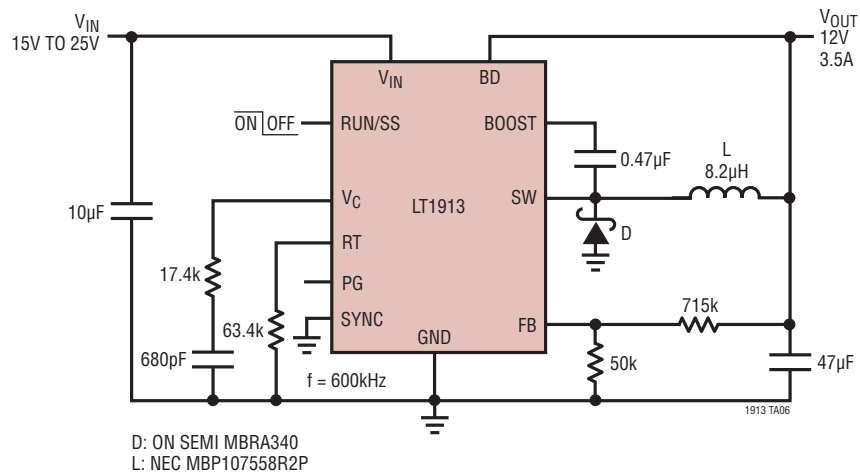 VIN
15V TO 25V
VOUT
12V
3.5A
VIN
BD
ON OFF
RUN/SS
BOOST
0.47µF
L
8.2µH
10µF
VC
LT1913
SW
D
RT
17.4k
PG
715k
63.4k
SYNC
GND
FB
680pF
f = 600kHz
50k
47µF
1913 TA06
D: ON SEMI MBRA340
L: NEC MBP107558R2P